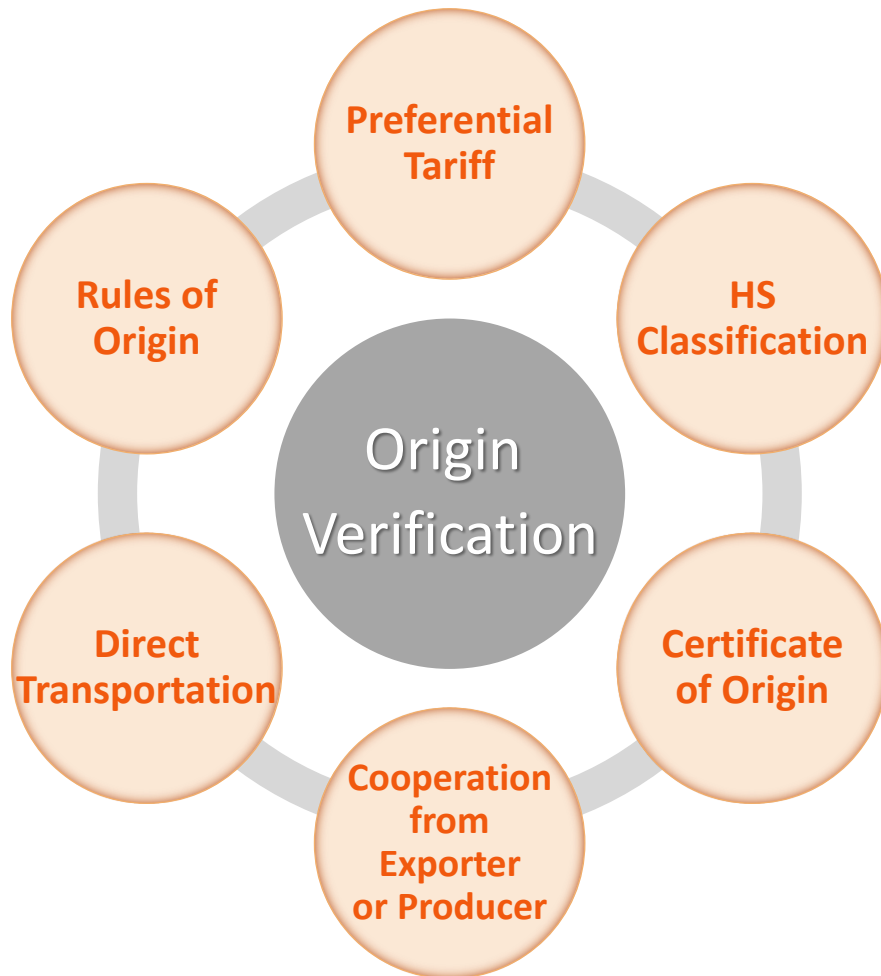 Preferential
Tariff
HS
Classification
Certificate
of Origin
Cooperation
from
Exporter
or Producer
Direct
Transportation
Rules of
Origin
Origin
Verification